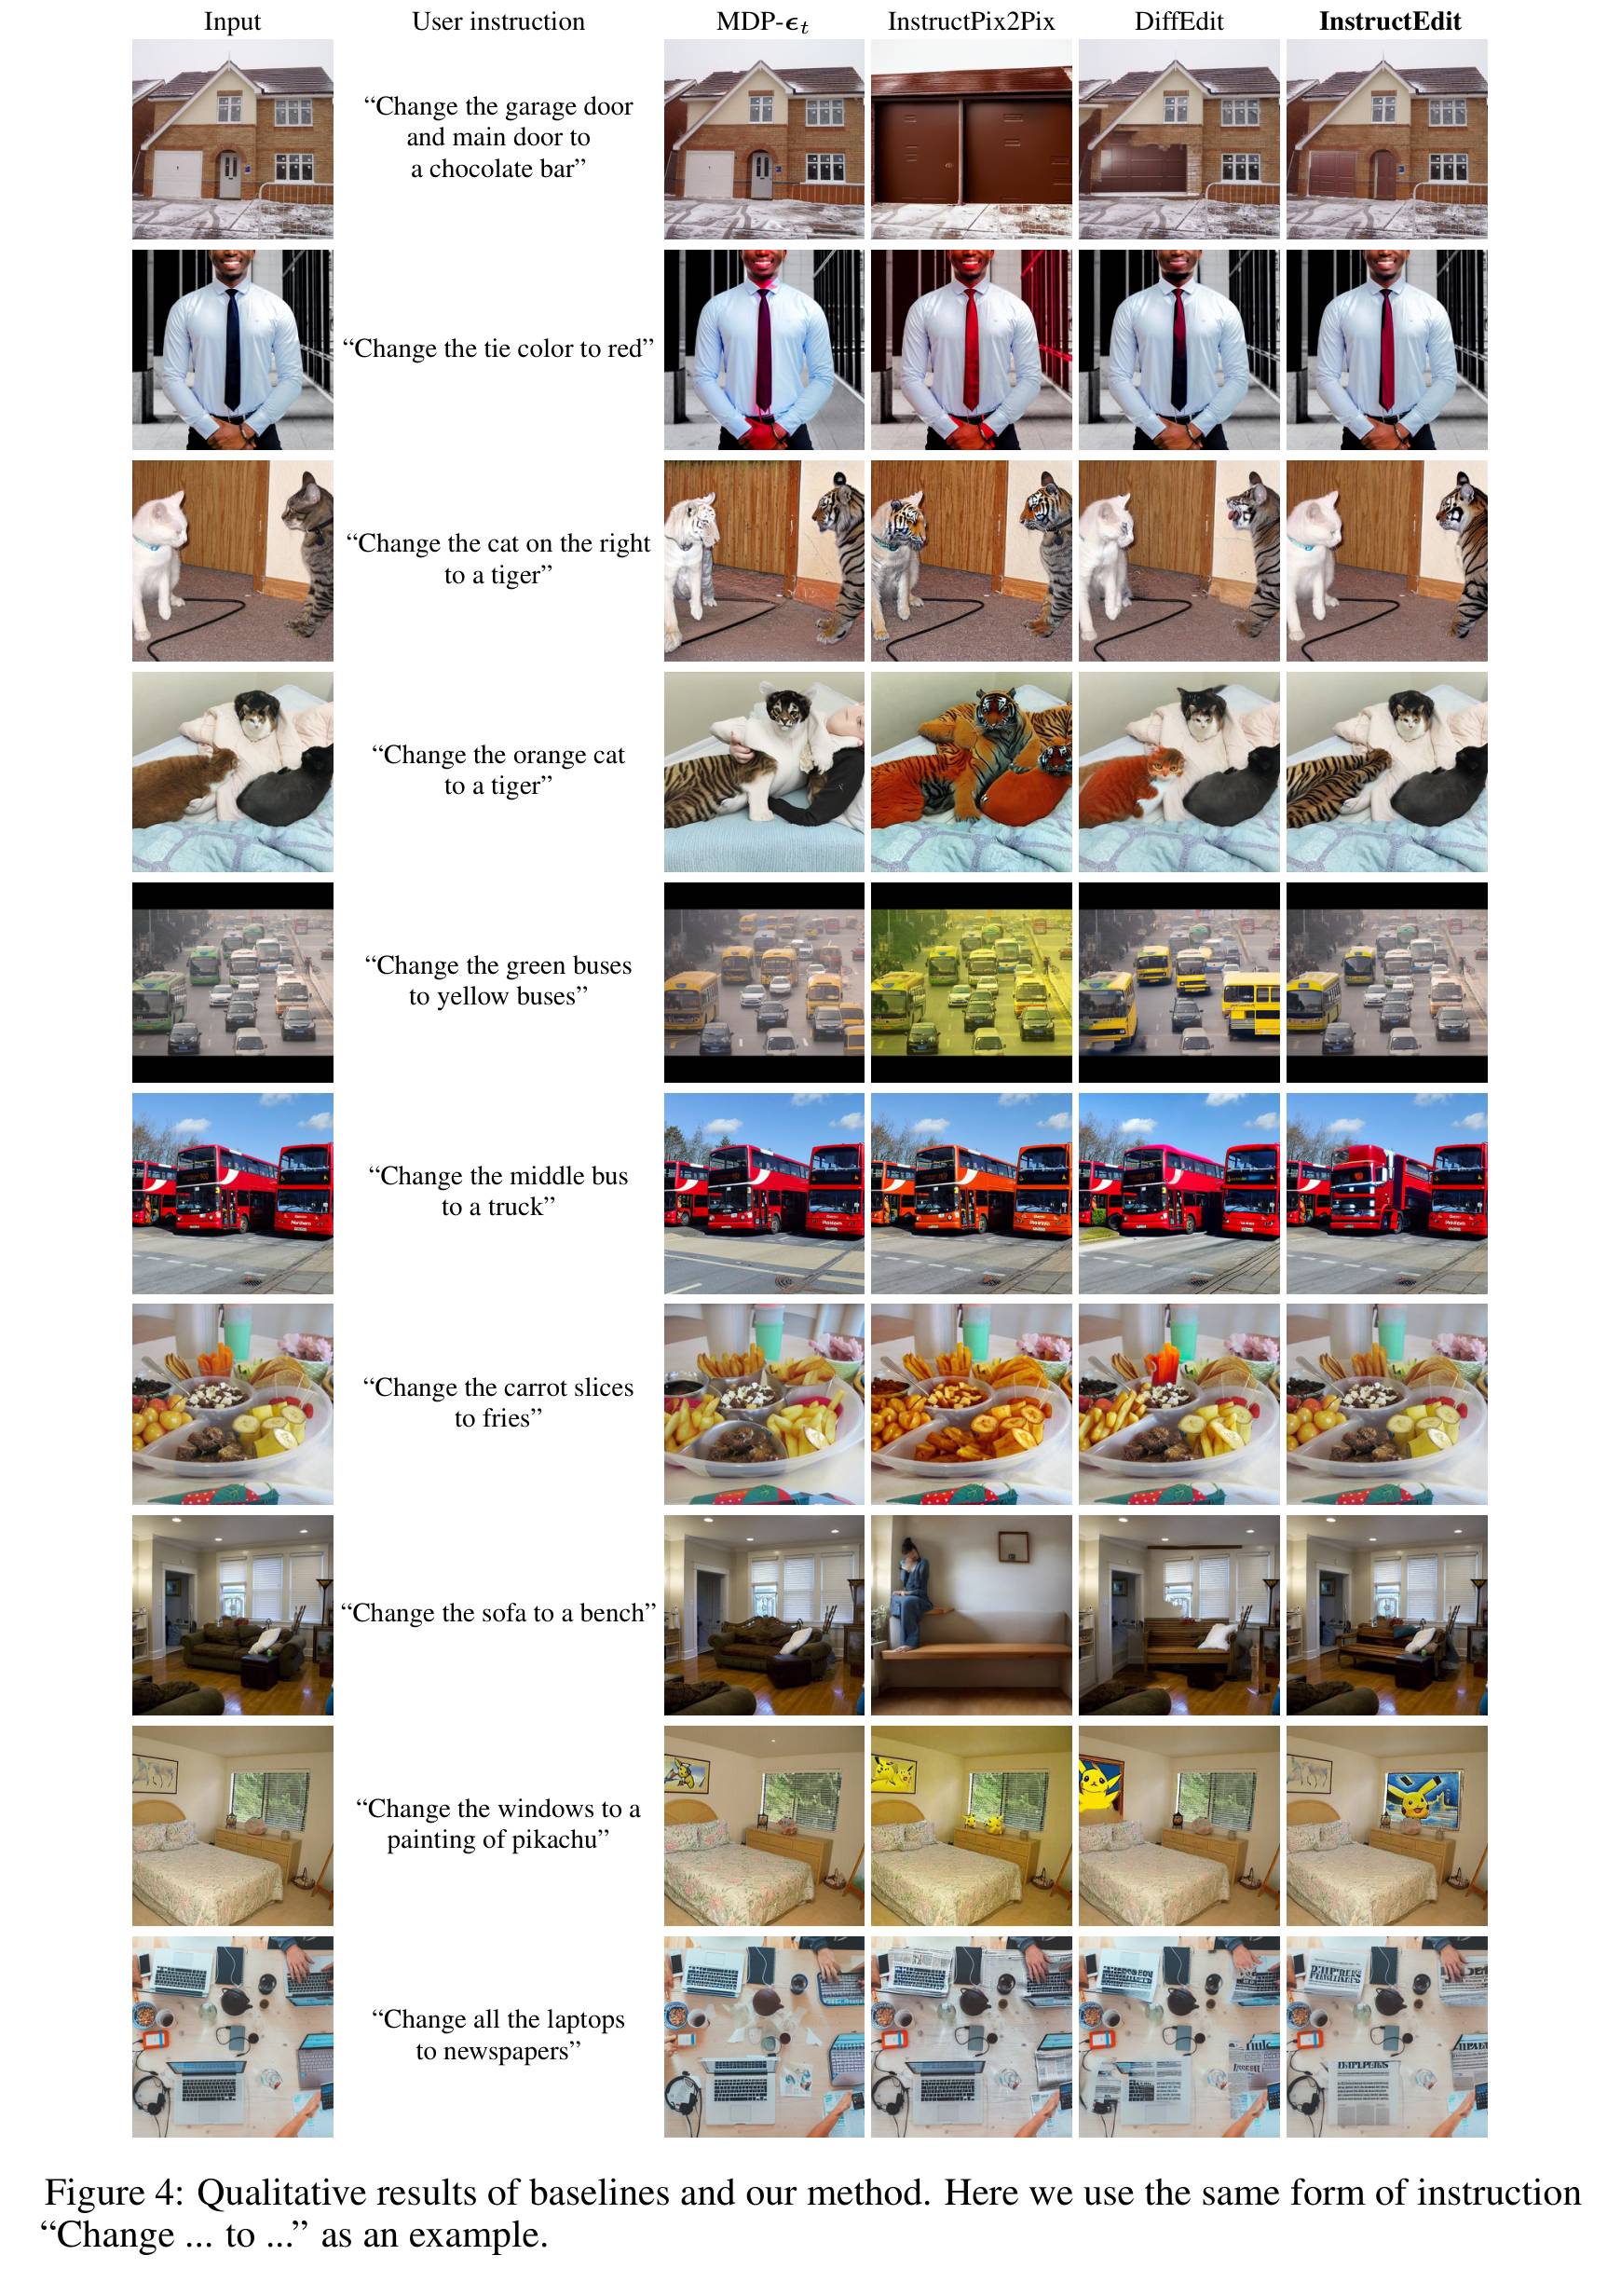 Input User instruction MDP-ϵt InstructPix2Pix DiffEdit InstructEdit
“Change the garage door
and main door to
a chocolate bar”
“Change the tie color to red”
“Change the cat on the right
to a tiger”
“Change the orange cat
to a tiger”
“Change the green buses
to yellow buses”
“Change the middle bus
to a truck”
“Change the carrot slices
to fries”
“Change the sofa to a bench”
“Change the windows to a
painting of pikachu”
“Change all the laptops
to newspapers”
Figure 4: Qualitative results of baselines and our method. Here we use the same form of instruction
“Change ... to ...” as an example.